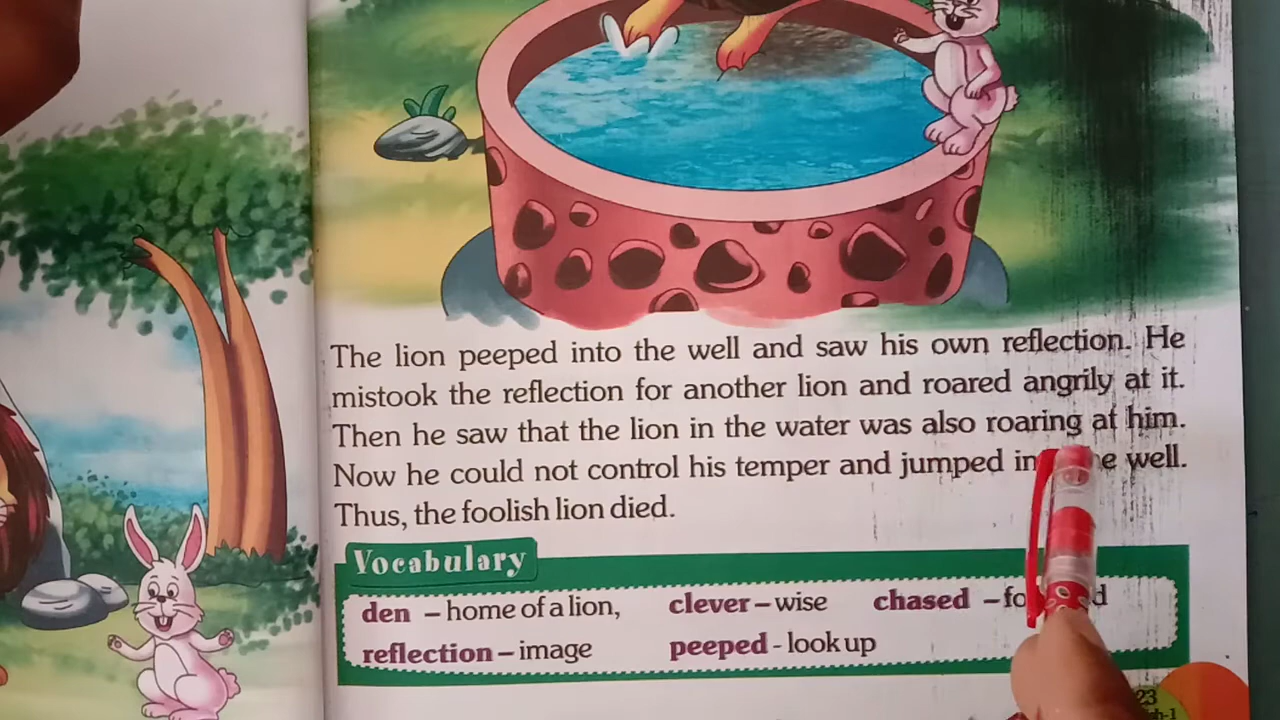 The lion peeped into the well and saw his own reflection. He
mistook the reflection for another lion and roared angrily at it.
Then he saw that the lion in the water was also roaring at him.
Now he could not control his temper and jumped in e well.
Thus, the foolish lion died.
Vocabulary
den – home of a lion, clever – wise chased –
reflection – image peeped - look up
23